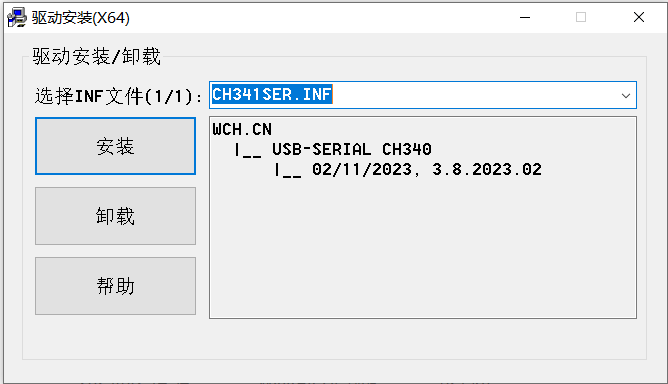 驱动安装(X64)
驱动安装/卸载
选择INF文件(1/1): CH341SER.INF
安装
卸载
帮助
WCH.CN
|__ USB-SERIAL CH340
|__ 02/11/2023, 3.8.2023.02